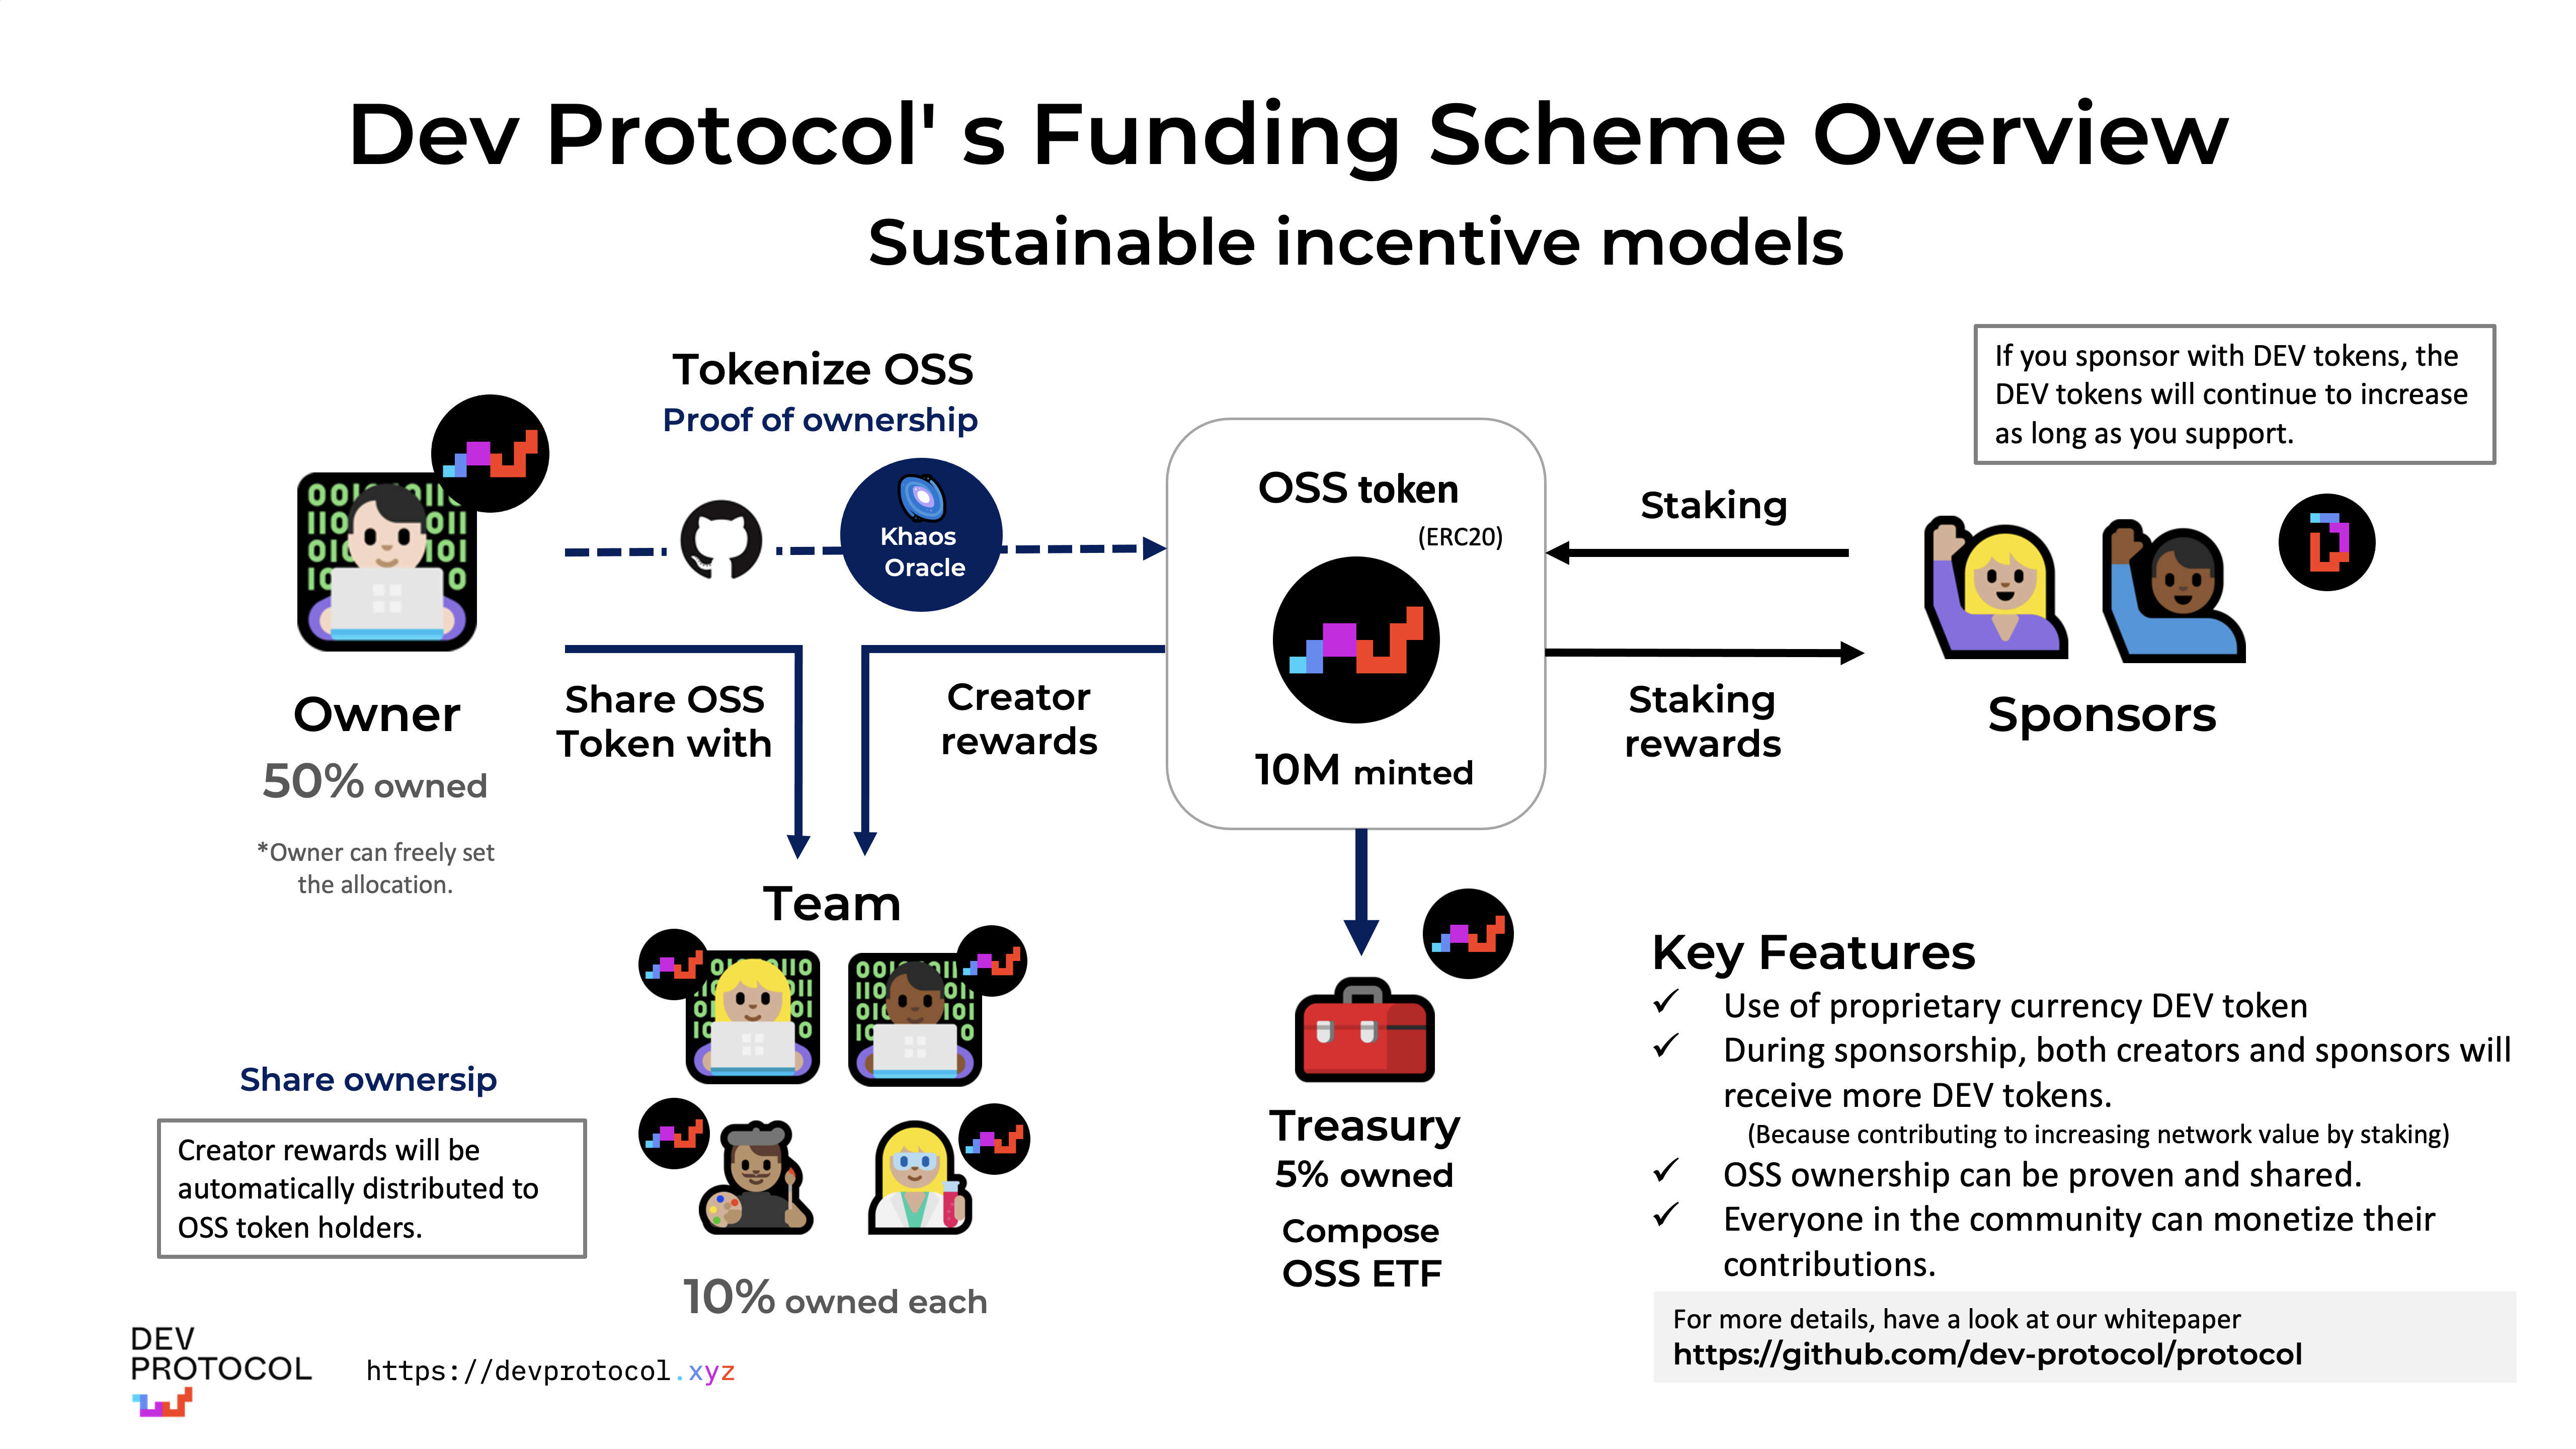 Dev Protocol' s Funding Scheme Overview
Sustainable incentive models
Tokenize OSS
Proof of ownership
Khaos
Oracle
Owner
50% owned
*Owner can freely set
the allocation.
Share OSS
Token with
Creator
rewards
OSS token
(ERC20)
10M minted
Staking
Staking
rewards
If you sponsor with DEV tokens, the
DEV tokens will continue to increase
as long as you support.
Sponsors
Team
10% owned each
Share ownersip
Creator rewards will be
automatically distributed to
OSS token holders.
Treasury
5% owned
Compose
OSS ETF
Key Features
✓ Use of proprietary currency DEV token
✓ During sponsorship, both creators and sponsors will
receive more DEV tokens.
(Because contributing to increasing network value by staking)
✓ OSS ownership can be proven and shared.
✓ Everyone in the community can monetize their
contributions.
For more details, have a look at our whitepaper
https://github.com/dev-protocol/protocol
DEV
PROTOCOL
https://devprotocol.xyz